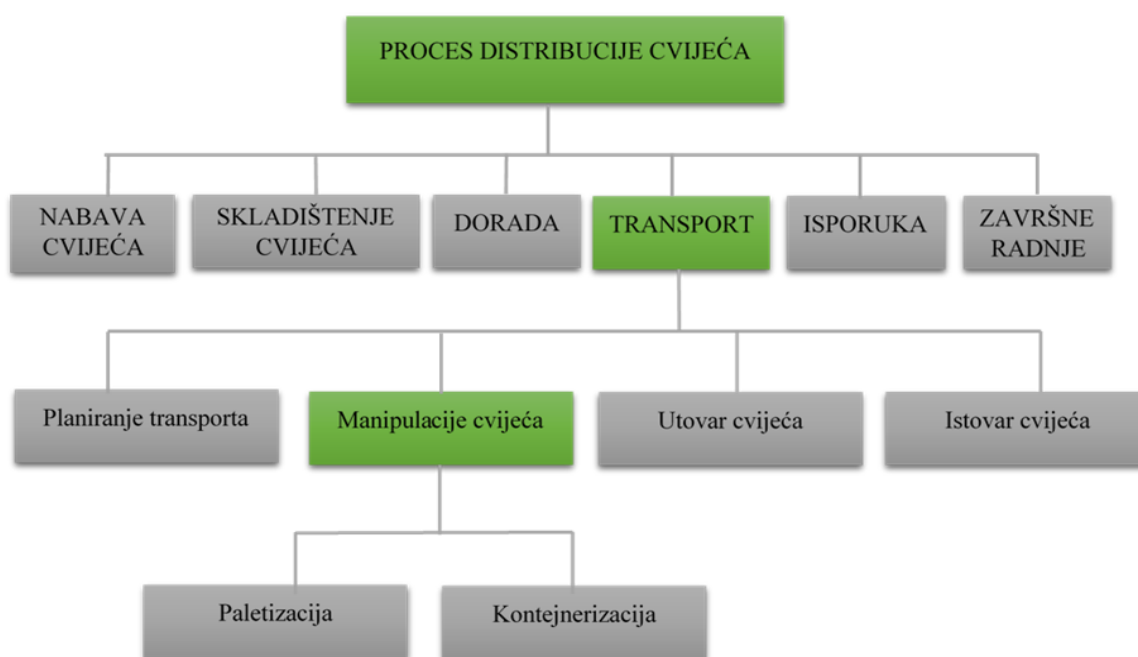 PROCES DISTRIBUCIJE CVIJEĆA
NABAVA
CVIJEĆA
SKLADIŠTENJE
CVIJEĆA
DORADA
TRANSPORT
ISPORUKA
ZAVRŠNE
RADNJE
Planiranje transporta
Manipulacije cvijeća
Utovar cvijeća
Istovar cvijeća
Paletizacija
Kontejnerizacija